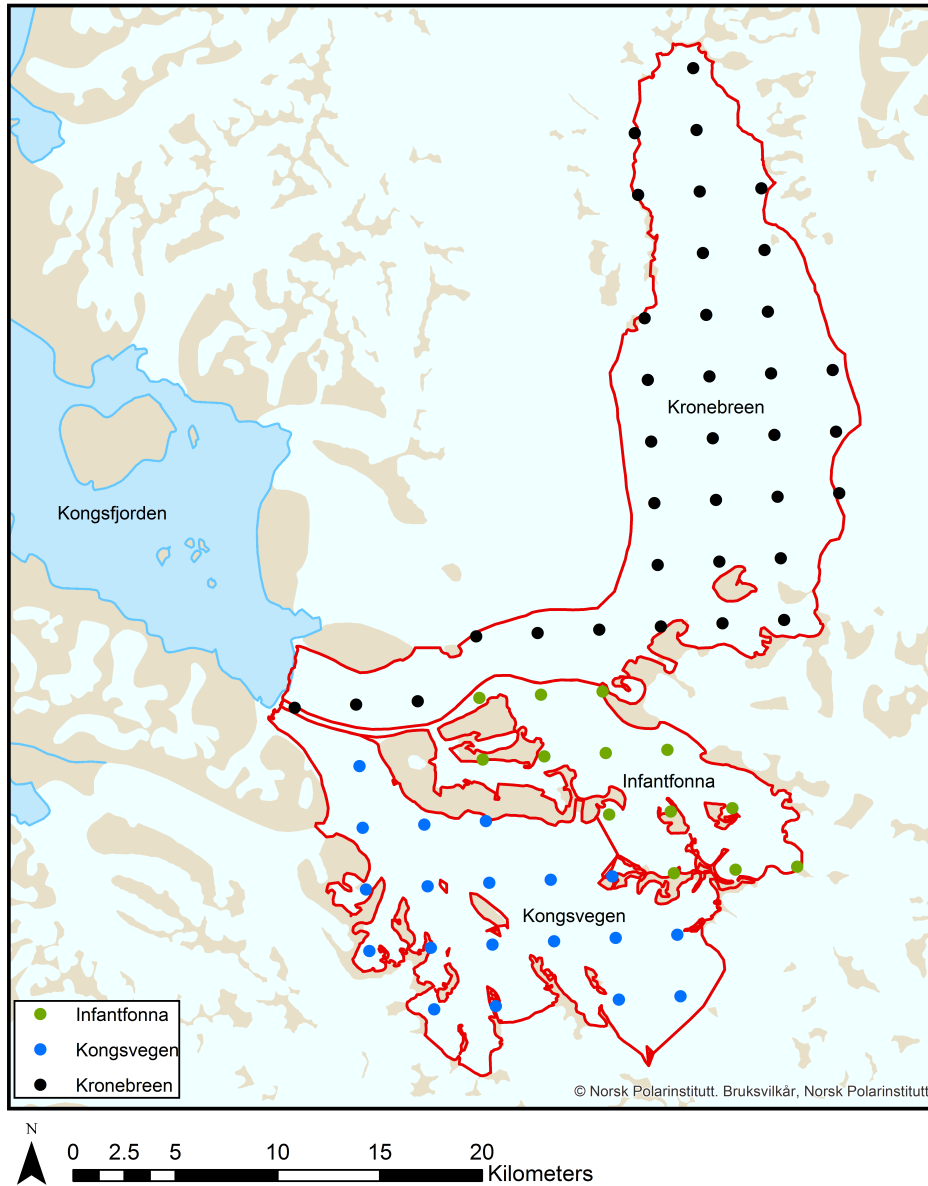 Kronebreen
Kongsfjorden
Infantfonna
Kongsvegen
Infantfonna
Kongsvegen
Kronebreen
© Norsk Polarinstitutt. Bruksvilkår, Norsk Polarinstitutt
N
0 2.5 5 10 15 20
Kilometers